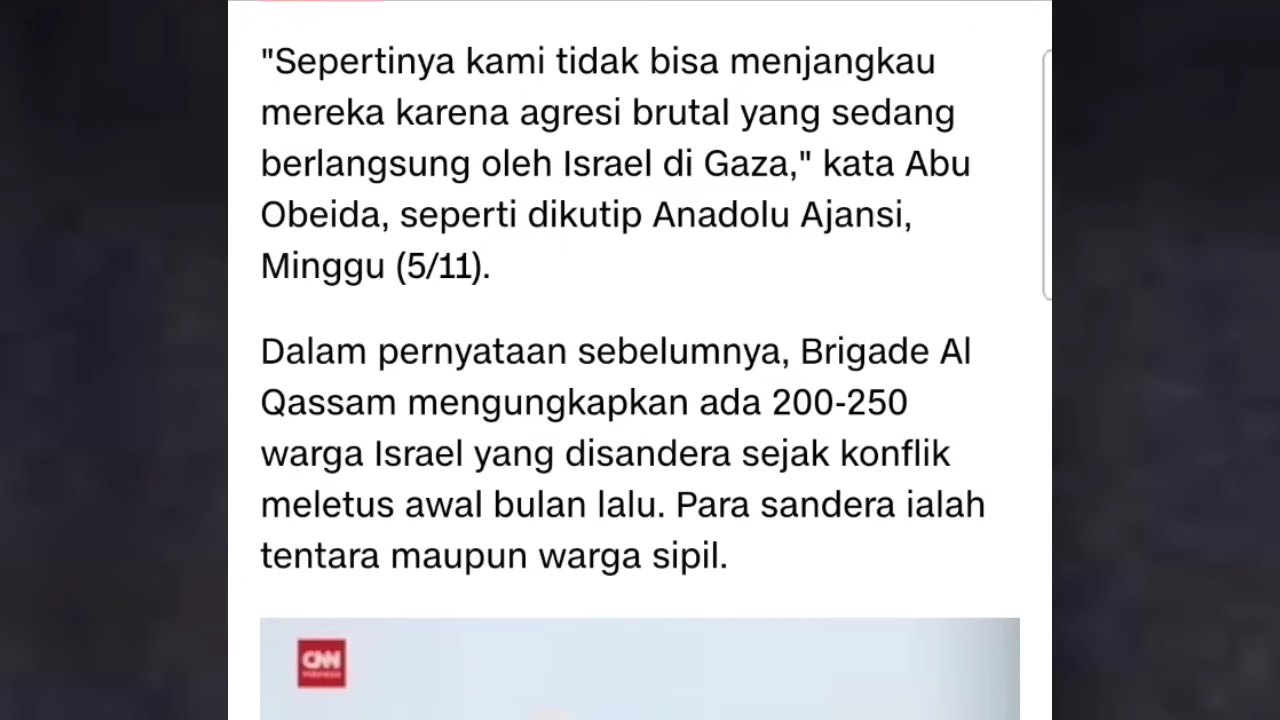 "Sepertinya kami tidak bisa menjangkau
mereka karena agresi brutal yang sedang
berlangsung oleh Israel di Gaza," kata Abu
Obeida, seperti dikutip Anadolu Ajansi,
Minggu (5/11).
Dalam pernyataan sebelumnya, Brigade Al
Qassam mengungkapkan ada 200-250
warga Israel yang disandera sejak konflik
meletus awal bulan lalu. Para sandera ialah
tentara maupun warga sipil.
CNN
Indonesia